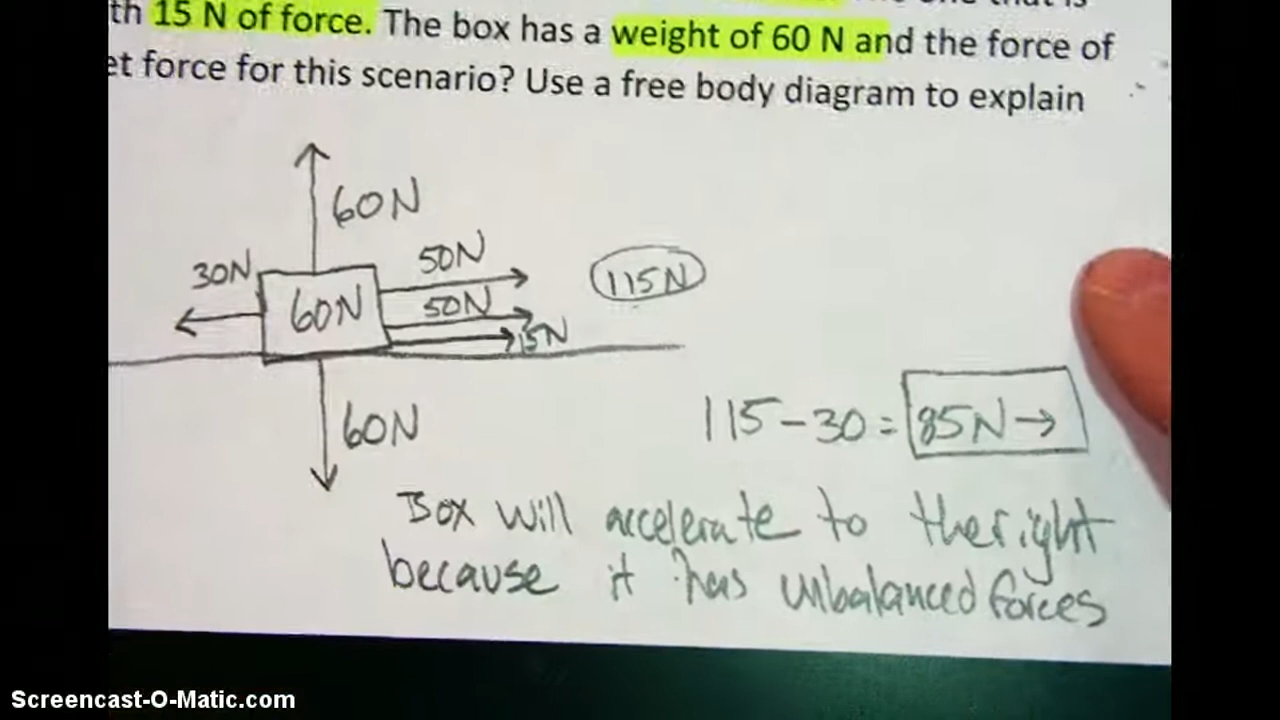 th 15 N of force. The box has a weight of 60 N and the force of
et force for this scenario? Use a free body diagram to explain
60N
30N
50N
60N
50N
15N
115N
60N
115-30= 85N→
Box will accelerate to the right
because it has unbalanced forces
Screencast-O-Matic.com